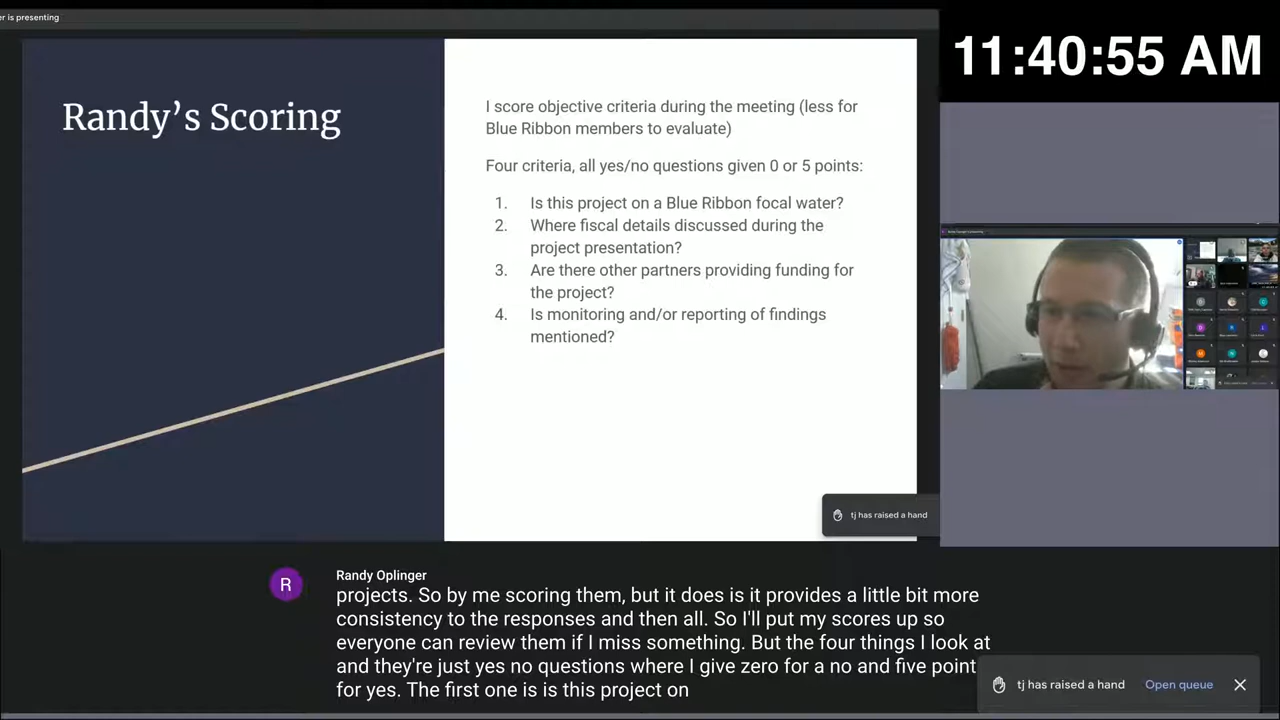 er is presenting
11:40:55 AM
Randy's Scoring
I score objective criteria during the meeting (less for
Blue Ribbon members to evaluate)
Four criteria, all yes/no questions given 0 or 5 points:
1. Is this project on a Blue Ribbon focal water?
2. Where fiscal details discussed during the
project presentation?
3. Are there other partners providing funding for
the project?
4. Is monitoring and/or reporting of findings
mentioned?
tj has raised a hand
R
Randy Oplinger
projects. So by me scoring them, but it does is it provides a little bit more
consistency to the responses and then all. So I'll put my scores up so
everyone can review them if I miss something. But the four things I look at
and they're just yes no questions where I give zero for a no and five point
for yes. The first one is is this project on
tj has raised a hand Open queue